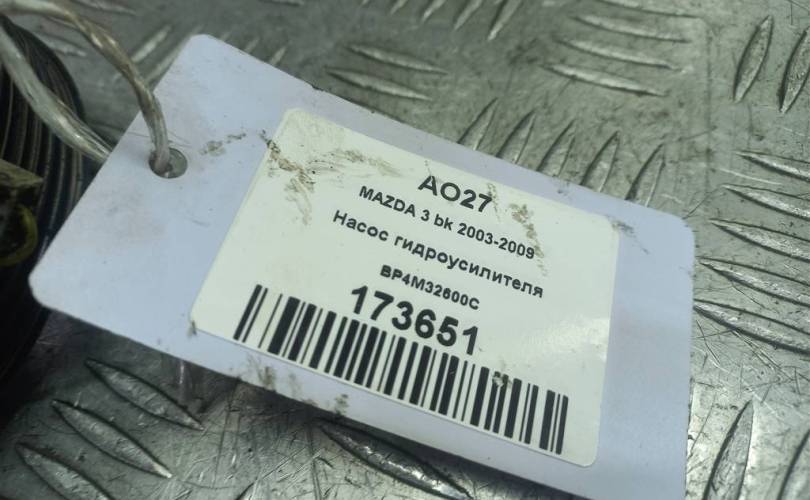 AO27
MAZDA 3 bk 2003-2009
Насос гидроусилителя
BP4M32600C
173651